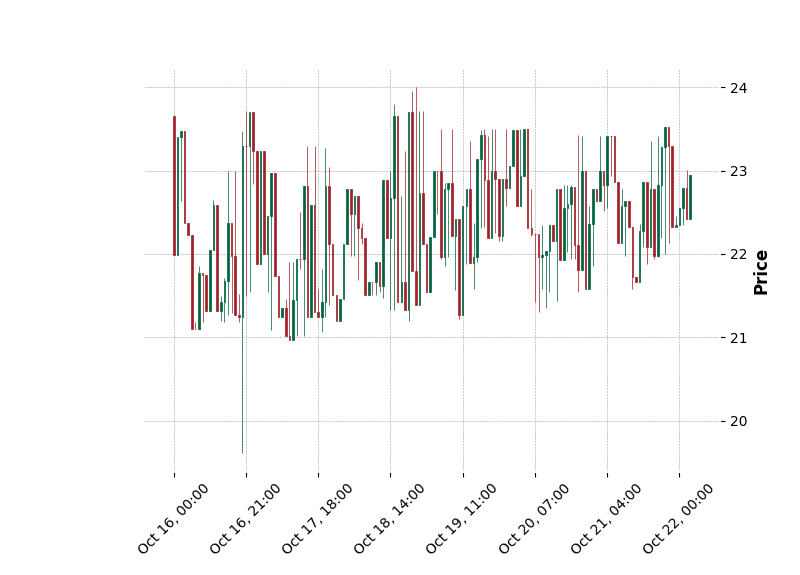 24
23
22
21
20
Price
Oct 16, 00:00
Oct 16, 21:00
Oct 17, 18:00
Oct 18, 14:00
Oct 19, 11:00
Oct 20, 07:00
Oct 21, 04:00
Oct 22, 00:00